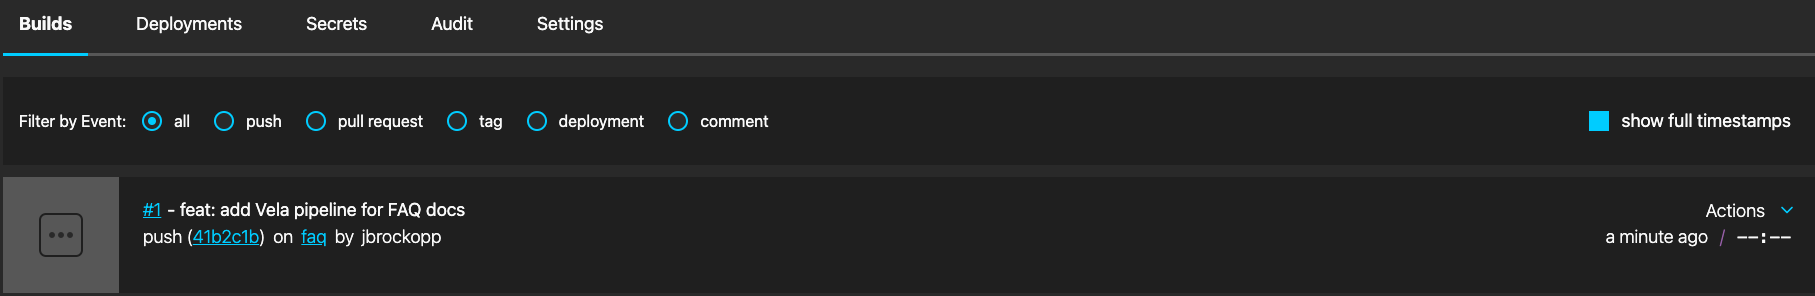 Builds Deployments Secrets Audit Settings
Filter by Event: all push pull request tag deployment comment show full timestamps
#1 - feat: add Vela pipeline for FAQ docs Actions
push (41b2c1b) on faq by jbrockopp a minute ago / --:--